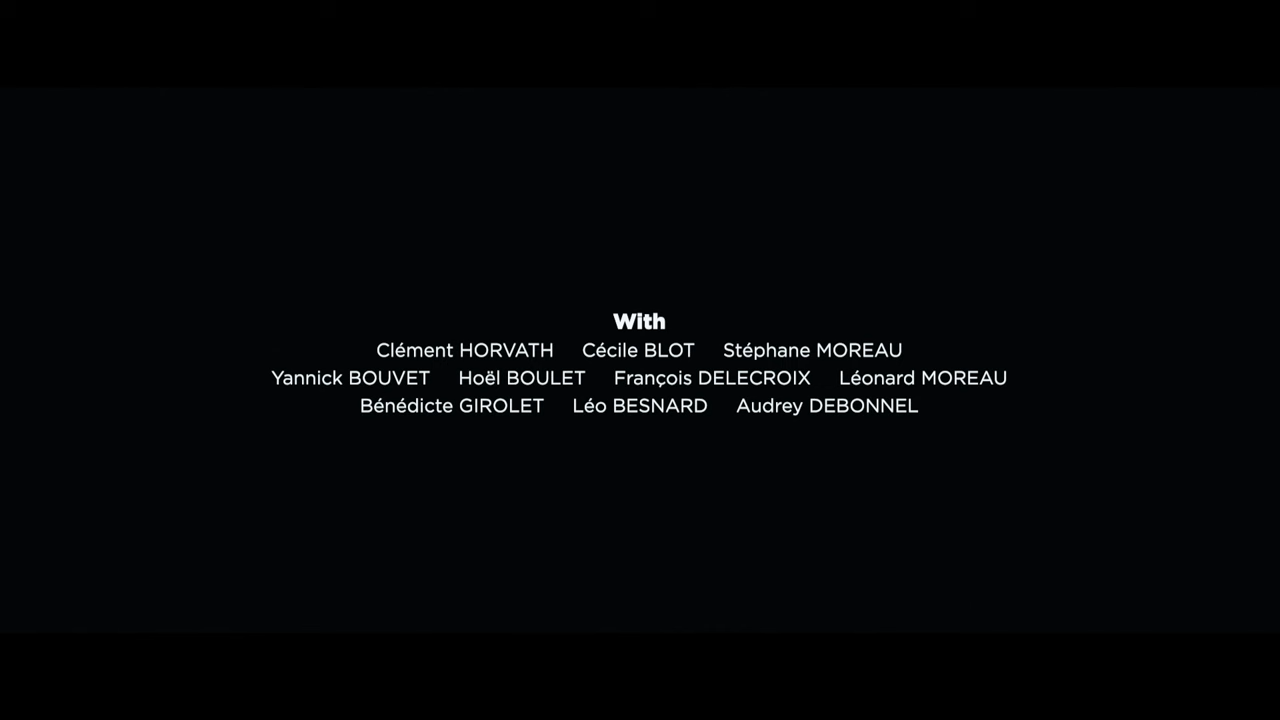 With
Clément HORVATH Cécile BLOT Stéphane MOREAU
Yannick BOUVET Hoël BOULET François DELECROIX Léonard MOREAU
Bénédicte GIROLET Léo BESNARD Audrey DEBONNEL